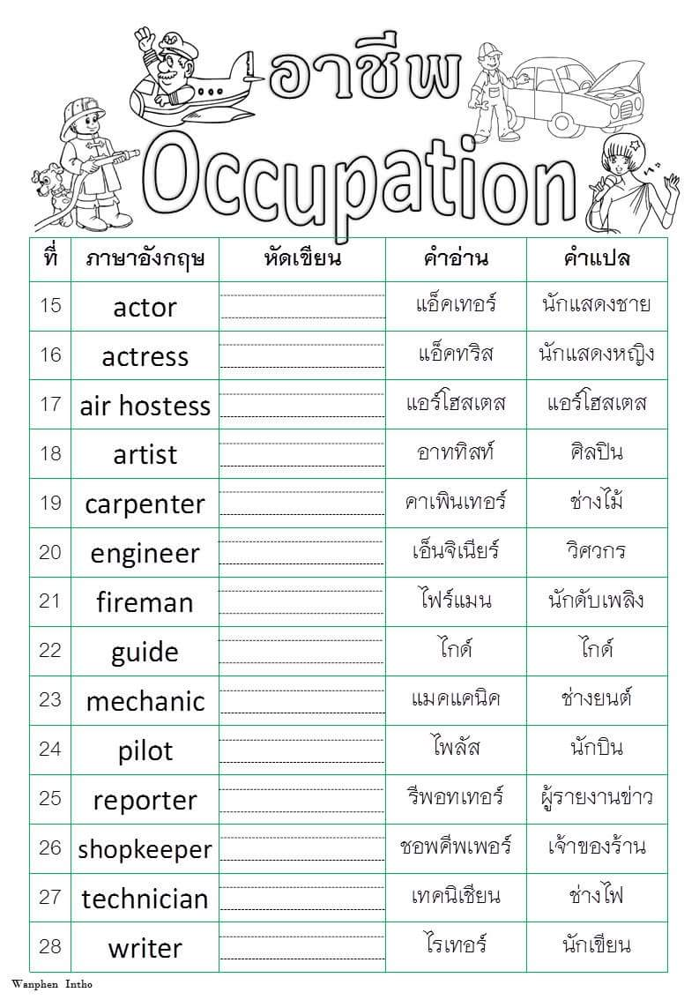 อาชีพ
Occupation
ที่ ภาษาอังกฤษ หัดเขียน คำอ่าน คำแปล
15 actor แอ็คเทอร์ นักแสดงชาย
16 actress แอ็คทริส นักแสดงหญิง
17 air hostess แอร์โฮสเตส แอร์โฮสเตส
18 artist อาททิสท์ ศิลปิน
19 carpenter คาเพินเทอร์ ช่างไม้
20 engineer เอ็นจิเนียร์ วิศวกร
21 fireman ไฟร์แมน นักดับเพลิง
22 guide ไกด์ ไกด์
23 mechanic แมคแคนิค ช่างยนต์
24 pilot ไพลัส นักบิน
25 reporter รีพอทเทอร์ ผู้รายงานข่าว
26 shopkeeper ชอพคีพเพอร์ เจ้าของร้าน
27 technician เทคนิเชียน ช่างไฟ
28 writer ไรเทอร์ นักเขียน
Wanphen Intho